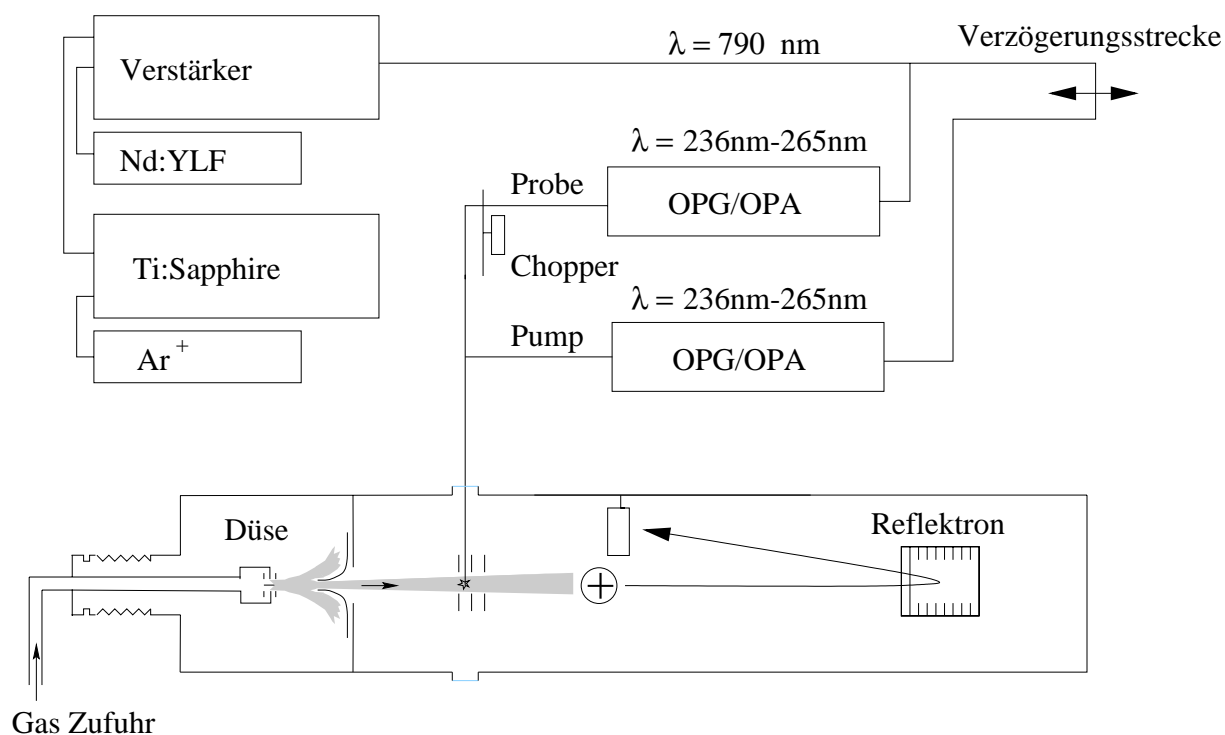 λ = 790 nm
Verzögerungsstrecke
Verstärker
Nd:YLF
λ = 236nm-265nm
Probe
OPG/OPA
Ti:Sapphire
Chopper
λ = 236nm-265nm
Pump
OPG/OPA
Ar +
Düse
Reflektron
+
Gas Zufuhr